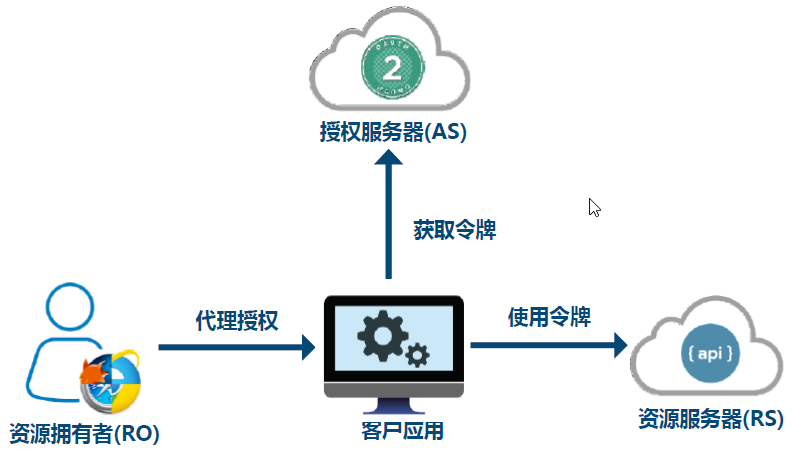 2
授权服务器(AS)
获取令牌
代理授权
使用令牌
{ api }
资源拥有者(RO)
客户应用
资源服务器(RS)